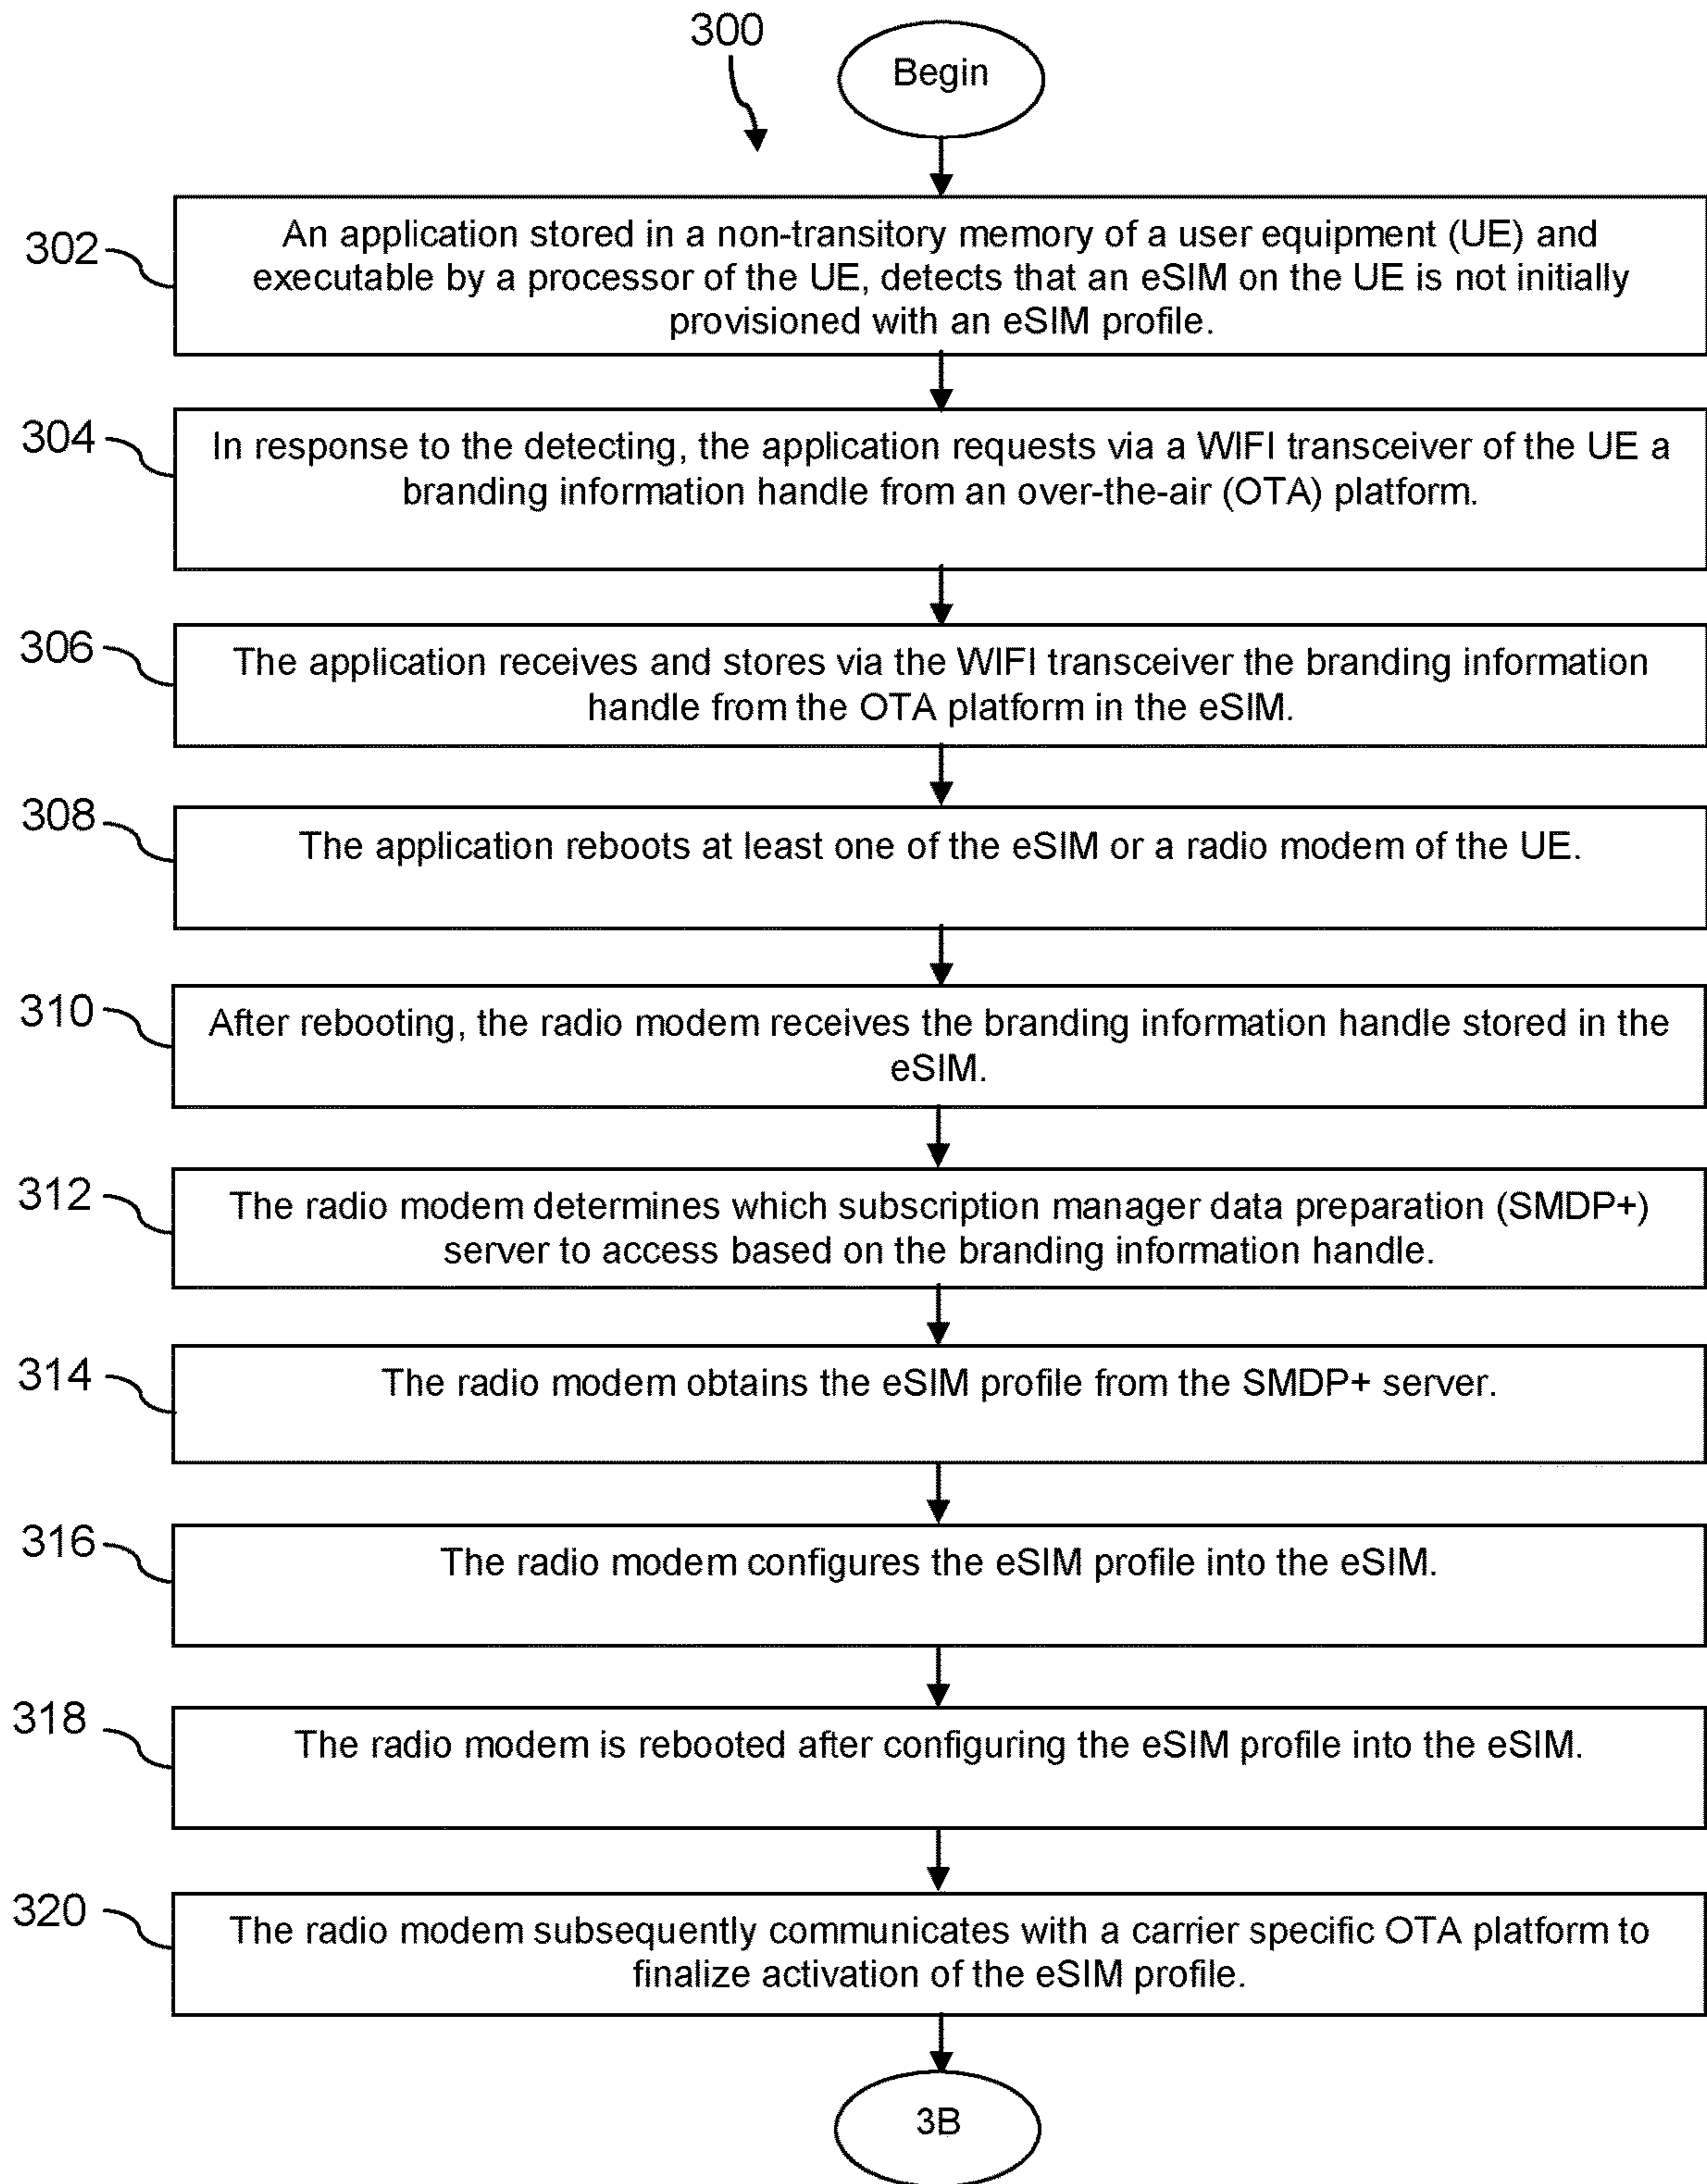 300
Begin
302
An application stored in a non-transitory memory of a user equipment (UE) and
executable by a processor of the UE, detects that an eSIM on the UE is not initially
provisioned with an eSIM profile.
304
In response to the detecting, the application requests via a WIFI transceiver of the UE a
branding information handle from an over-the-air (OTA) platform.
306
The application receives and stores via the WIFI transceiver the branding information
handle from the OTA platform in the eSIM.
308
The application reboots at least one of the eSIM or a radio modem of the UE.
310
After rebooting, the radio modem receives the branding information handle stored in the
eSIM.
312
The radio modem determines which subscription manager data preparation (SMDP+)
server to access based on the branding information handle.
314
The radio modem obtains the eSIM profile from the SMDP+ server.
316
The radio modem configures the eSIM profile into the eSIM.
318
The radio modem is rebooted after configuring the eSIM profile into the eSIM.
320
The radio modem subsequently communicates with a carrier specific OTA platform to
finalize activation of the eSIM profile.
3B